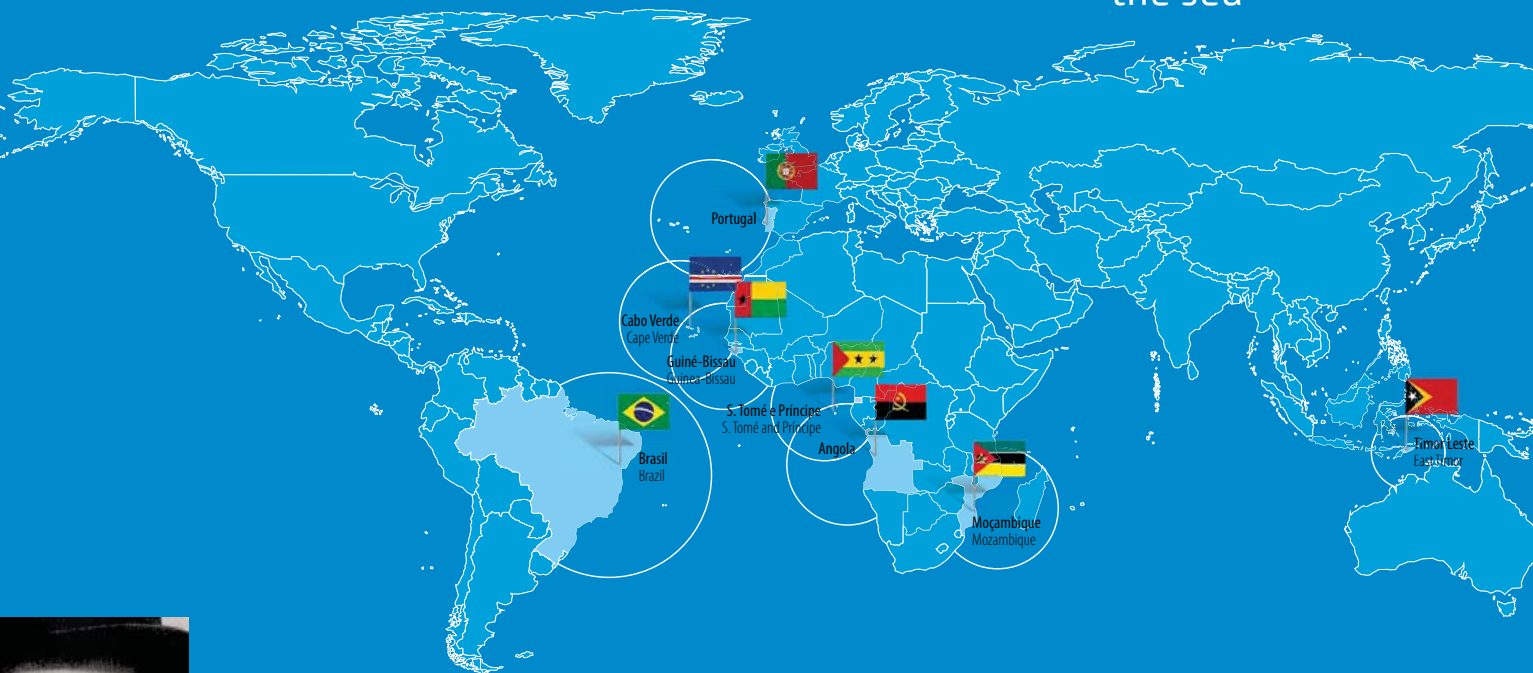 the sea
Portugal
Cabo Verde
Cape Verde
Guiné-Bissau
Guinea-Bissau
S. Tomé e Príncipe
S. Tomé and Príncipe
Angola
Brasil
Brazil
Moçambique
Mozambique
Timor Leste
East Timor